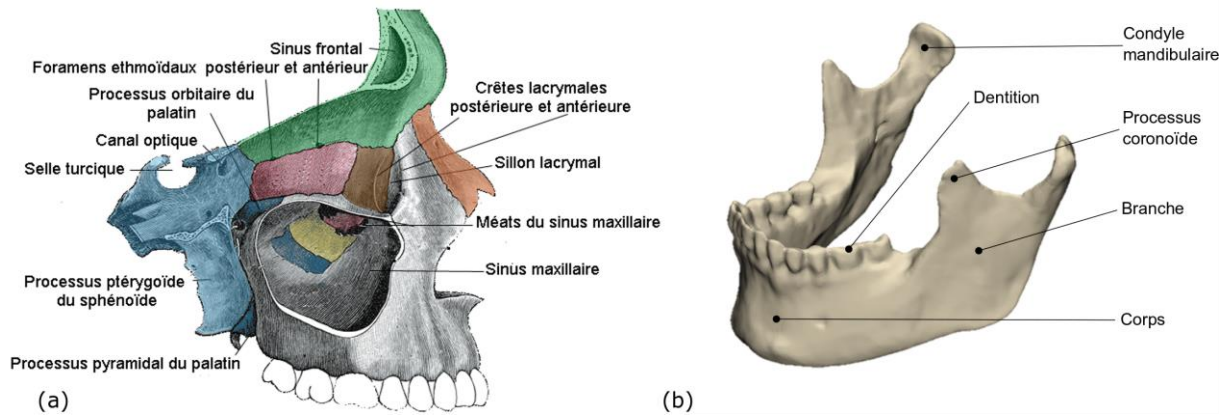 Sinus frontal
Foramens ethmoïdaux postérieur et antérieur
Processus orbitaire du
palatin
Canal optique
Selle turcique
Crêtes lacrymales
postérieure et antérieure
Sillon lacrymal
Méats du sinus maxillaire
Sinus maxillaire
Processus ptérygoïde
du sphénoïde
Processus pyramidal du palatin
(a)
Condyle
mandibulaire
Dentition
Processus
coronoïde
Branche
Corps
(b)